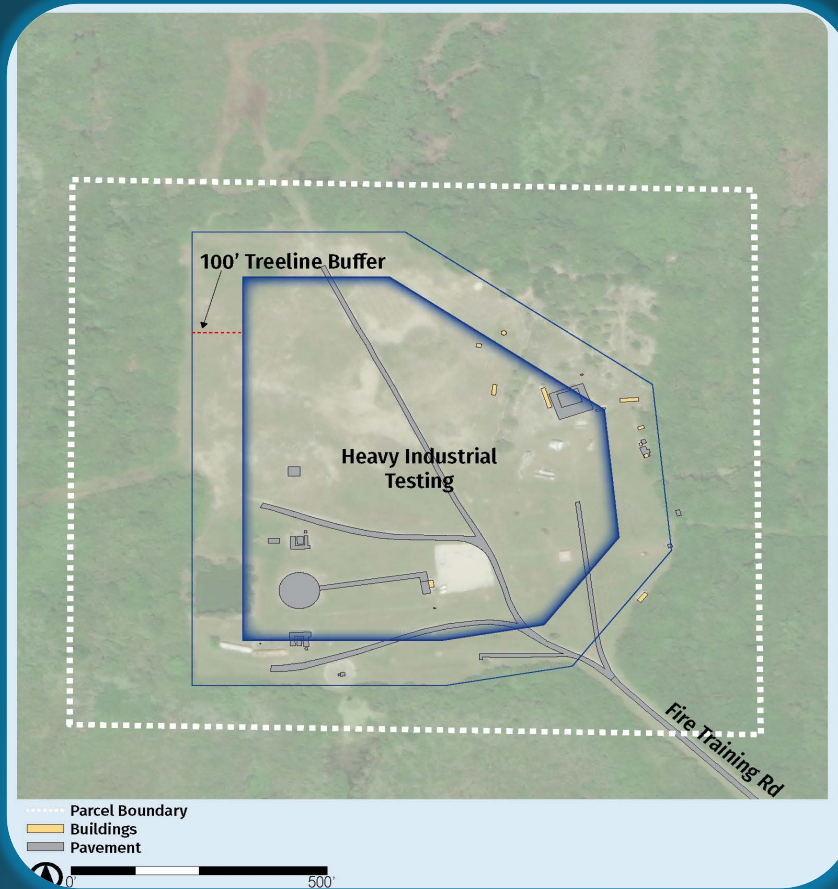 100' Treeline Buffer
Heavy Industrial
Testing
Fire Training Rd
Parcel Boundary
Buildings
Pavement
0'
500'